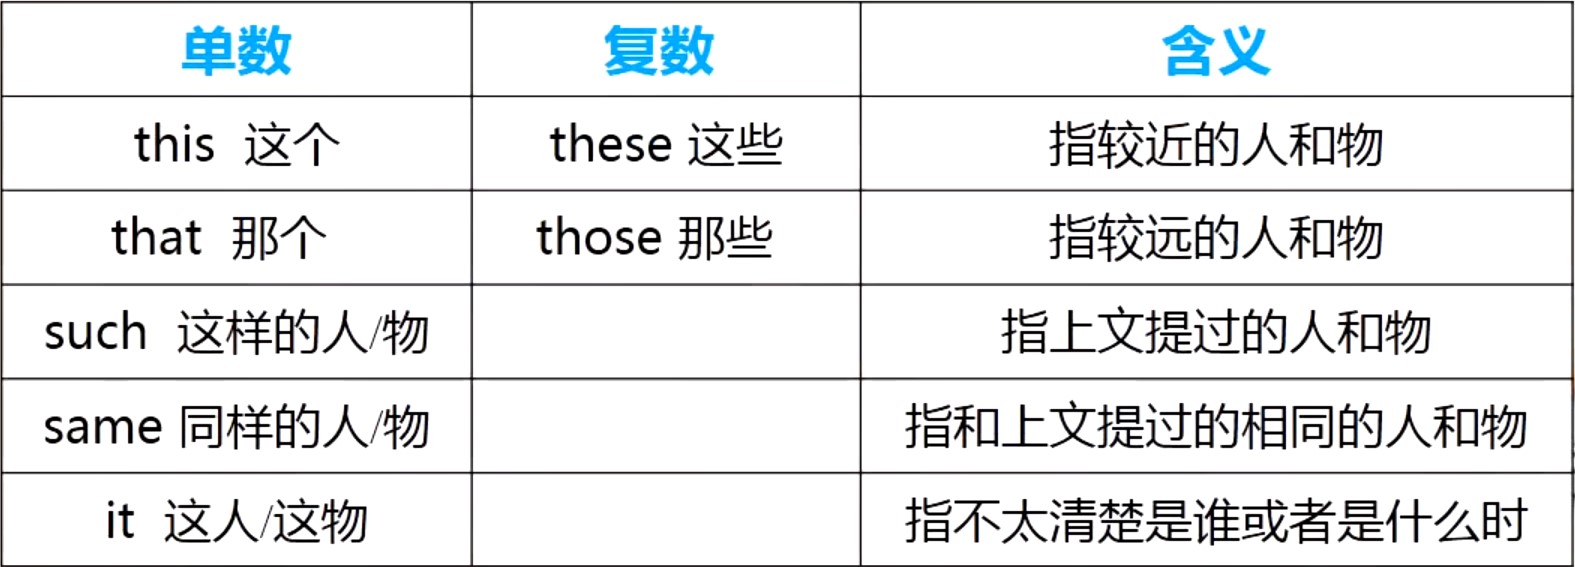 单数 复数 含义
this 这个 these 这些 指较近的人和物
that 那个 those 那些 指较远的人和物
such 这样的人/物 指上文提过的人和物
same 同样的人/物 指和上文提过的相同的人和物
it 这人/这物 指不太清楚是谁或者是什么时